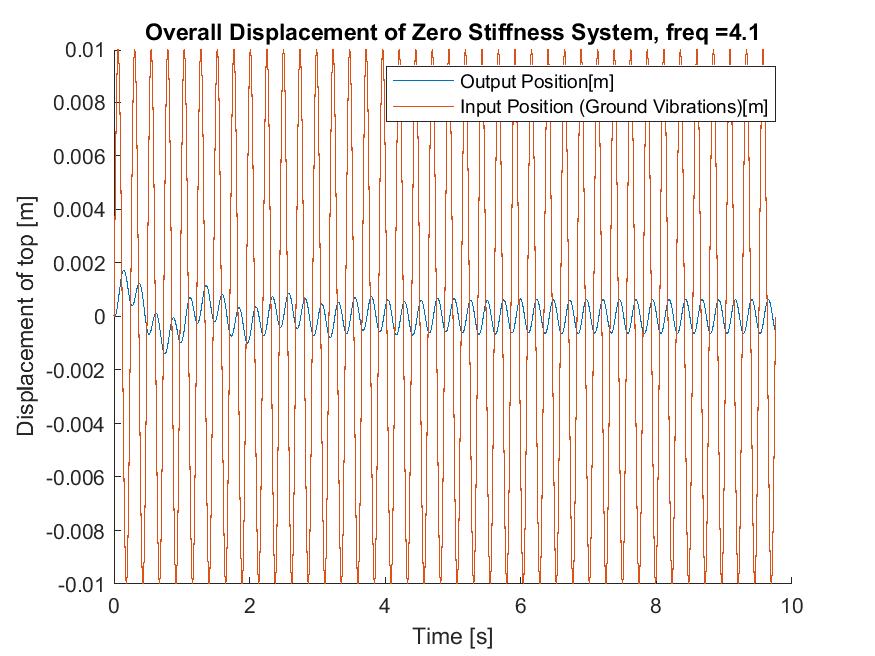 Overall Displacement of Zero Stiffness System, freq =4.1
0.01
0.008
0.006
0.004
0.002
0
-0.002
-0.004
-0.006
-0.008
-0.01
Displacement of top [m]
Output Position[m]
Input Position (Ground Vibrations)[m]
0 2 4 6 8 10
Time [s]